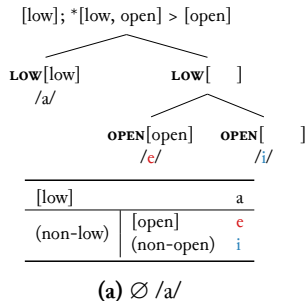 [low]; *[low, open] > [open]
LOW[low] LOW[ ]
/a/
OPEN[open] OPEN[ ]
/e/ /i/
[low] a
(non-low) [open] e
(non-open) i
(a) ∅ /a/